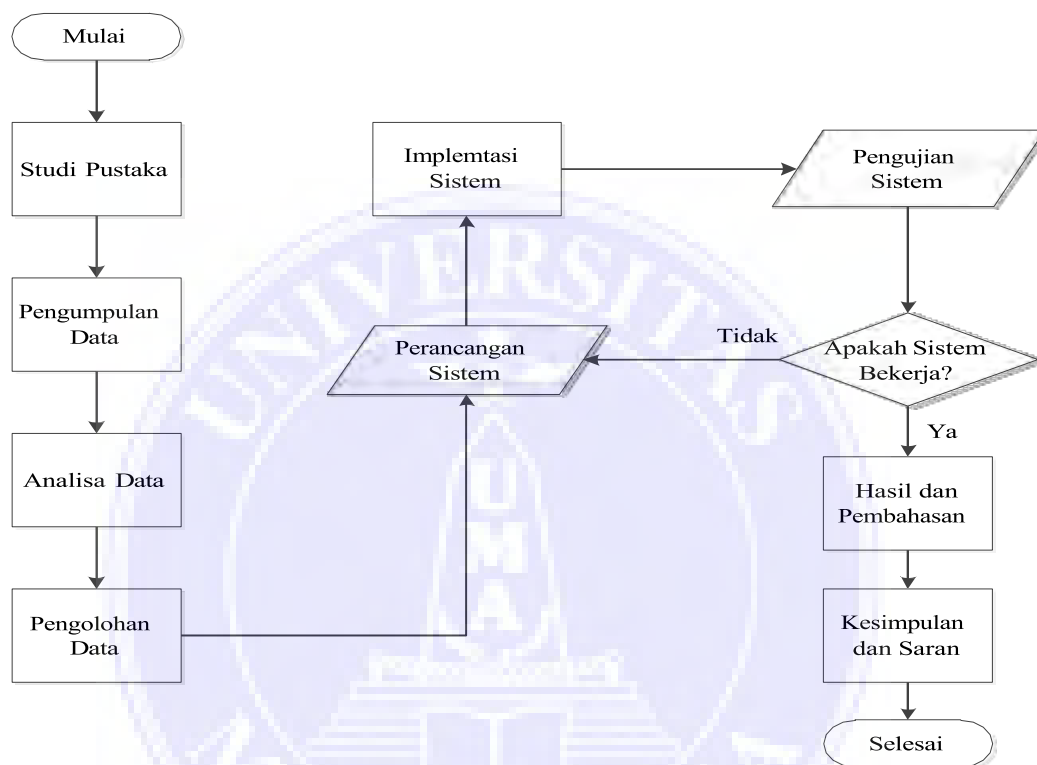 Mulai
Studi Pustaka
Pengumpulan
Data
Analisa Data
Pengolohan
Data
Perancangan
Sistem
Implemtasi
Sistem
Pengujian
Sistem
Apakah Sistem
Bekerja?
Tidak
Ya
Hasil dan
Pembahasan
Kesimpulan
dan Saran
Selesai
UNIVERSITAS
U
M
A